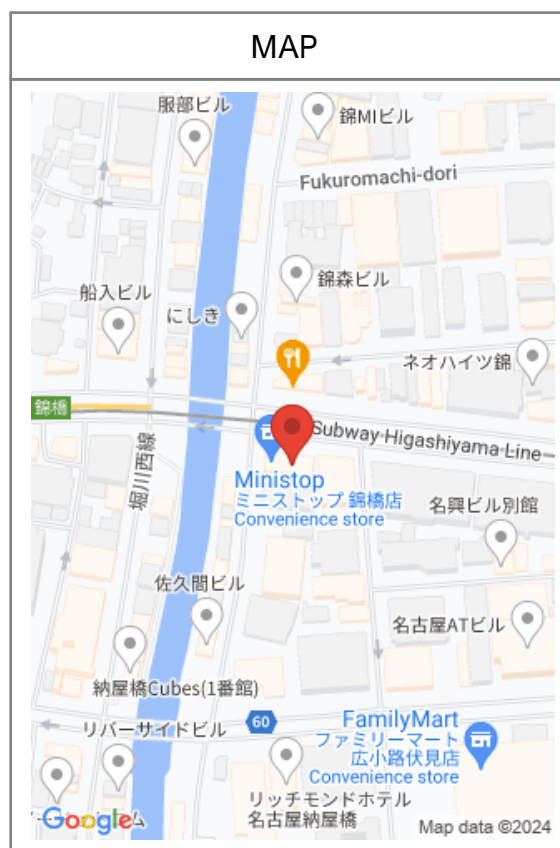 MAP
服部ビル
錦MIビル
Fukuromachi-dori
錦森ビル
船入ビル
にしき
ネオハイツ錦
錦橋
Subway Higashiyama Line
堀川西線
Ministop
ミニストップ 錦橋店
Convenience store
名興ビル別館
佐久間ビル
名古屋ATビル
納屋橋Cubes(1番館)
リバーサイドビル
60
FamilyMart
ファミリーマート
広小路伏見店
Convenience store
リッチモンドホテル
名古屋納屋橋
Google
Map data ©2024